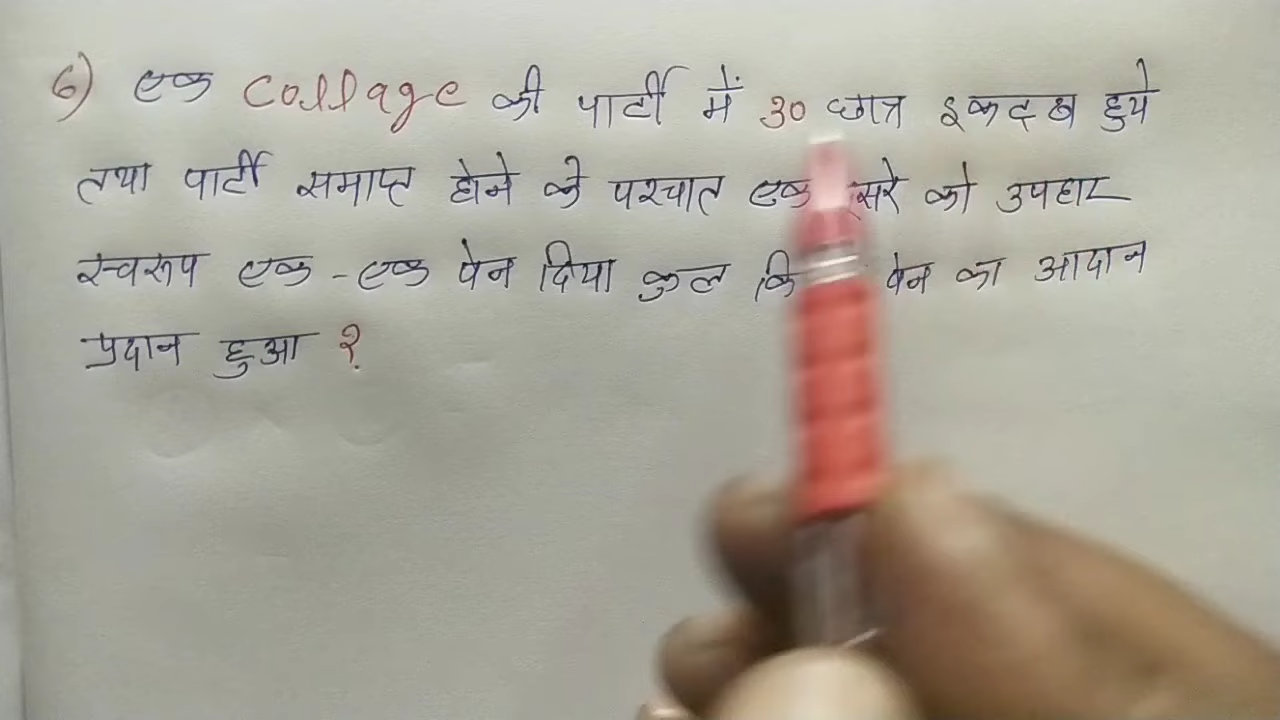 6) एक Collage की पार्टी में 30 छात्र इकट्ठा हुये
तथा पार्टी समाप्त होने के पश्चात एक सरे को उपहार
स्वरूप एक - एक पेन दिया कुल कि पेन का आदान
प्रदान हुआ ?